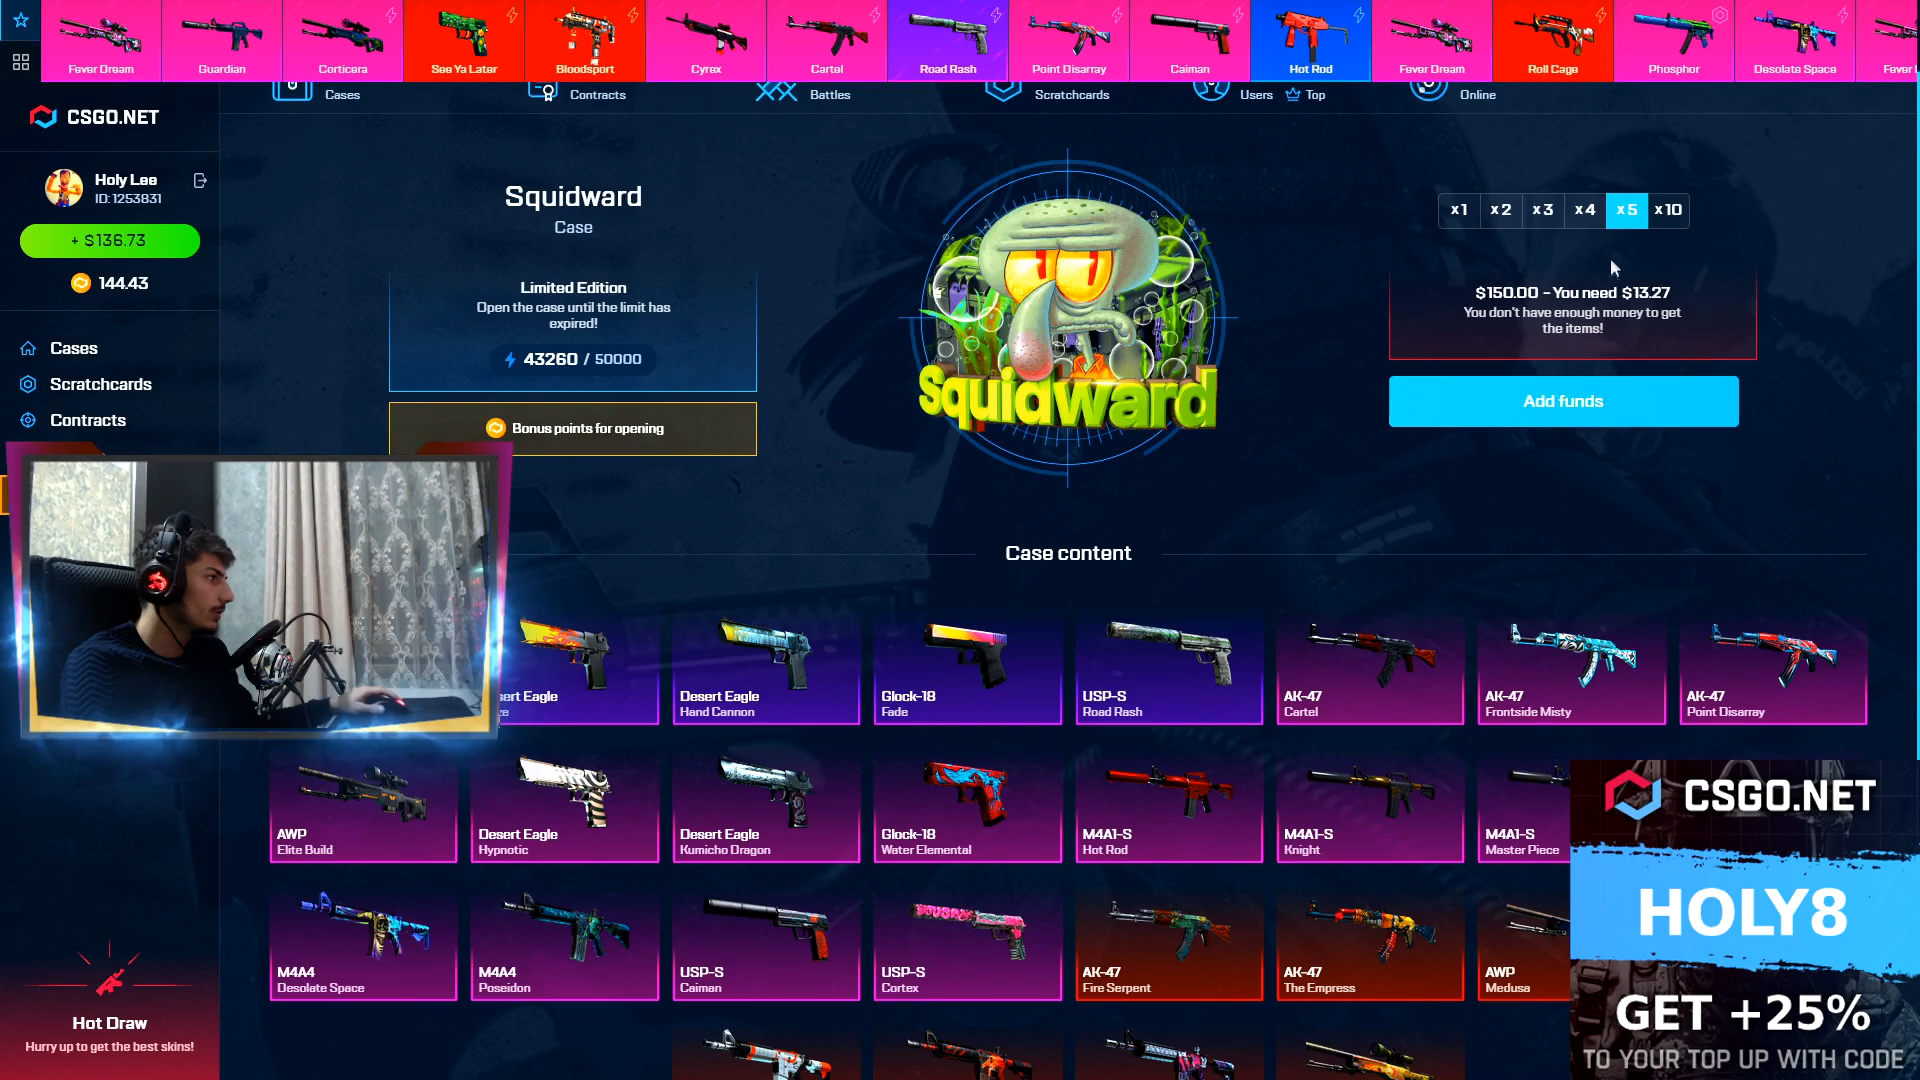 Fever Dream
Guardian
Corticera
See Ya Later
Bloodsport
Cyrex
Cartel
Road Rash
Point Disarray
Caiman
Hot Rod
Fever Dream
Roll Cage
Phosphor
Desolate Space
Fever
Cases
Contracts
Battles
Scratchcards
Users
Top
Online
CSGO.NET
Holy Lee
ID: 1253831
+ $136.73
144.43
Cases
Scratchcards
Contracts
Squidward
Case
Limited Edition
Open the case until the limit has
expired!
43260 / 50000
Bonus points for opening
Squidward
x1 x2 x3 x4 x5 x10
$150.00 - You need $13.27
You don't have enough money to get
the items!
Add funds
Case content
sert Eagle
ze
Desert Eagle
Hand Cannon
Glock-18
Fade
USP-S
Road Rash
AK-47
Cartel
AK-47
Frontside Misty
AK-47
Point Disarray
AWP
Elite Build
Desert Eagle
Hypnotic
Desert Eagle
Kumicho Dragon
Glock-18
Water Elemental
M4A1-S
Hot Rod
M4A1-S
Knight
M4A1-S
Master Piece
M4A4
Desolate Space
M4A4
Poseidon
USP-S
Caiman
USP-S
Cortex
AK-47
Fire Serpent
AK-47
The Empress
AWP
Medusa
Hot Draw
Hurry up to get the best skins!
CSGO.NET
HOLY8
GET +25%
TO YOUR TOP UP WITH CODE